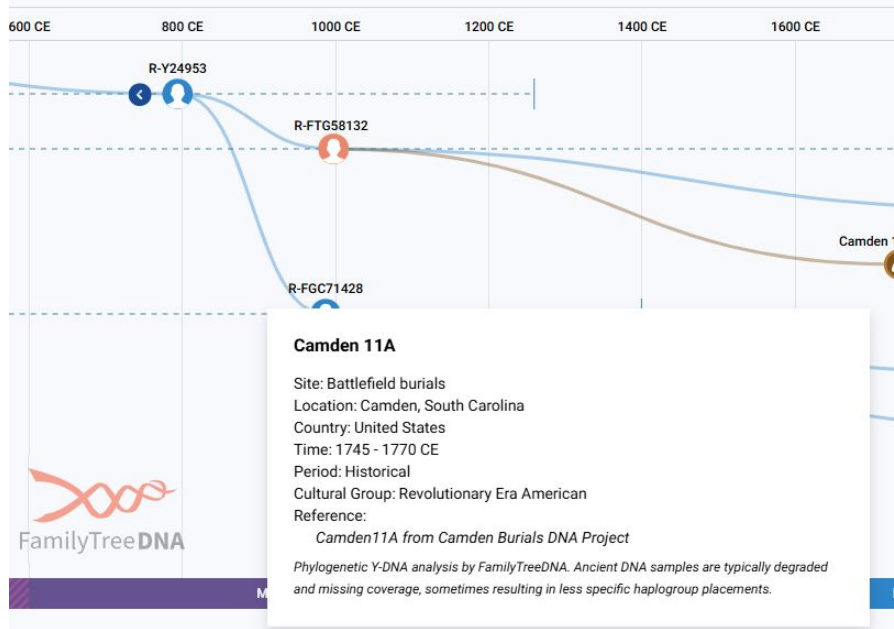 600 CE 800 CE 1000 CE 1200 CE 1400 CE 1600 CE
R-Y24953
R-FTG58132
Camden 1
R-FGC71428
Camden 11A
Site: Battlefield burials
Location: Camden, South Carolina
Country: United States
Time: 1745 - 1770 CE
Period: Historical
Cultural Group: Revolutionary Era American
Reference:
Camden11A from Camden Burials DNA Project
Phylogenetic Y-DNA analysis by FamilyTreeDNA. Ancient DNA samples are typically degraded
and missing coverage, sometimes resulting in less specific haplogroup placements.
FamilyTreeDNA
M